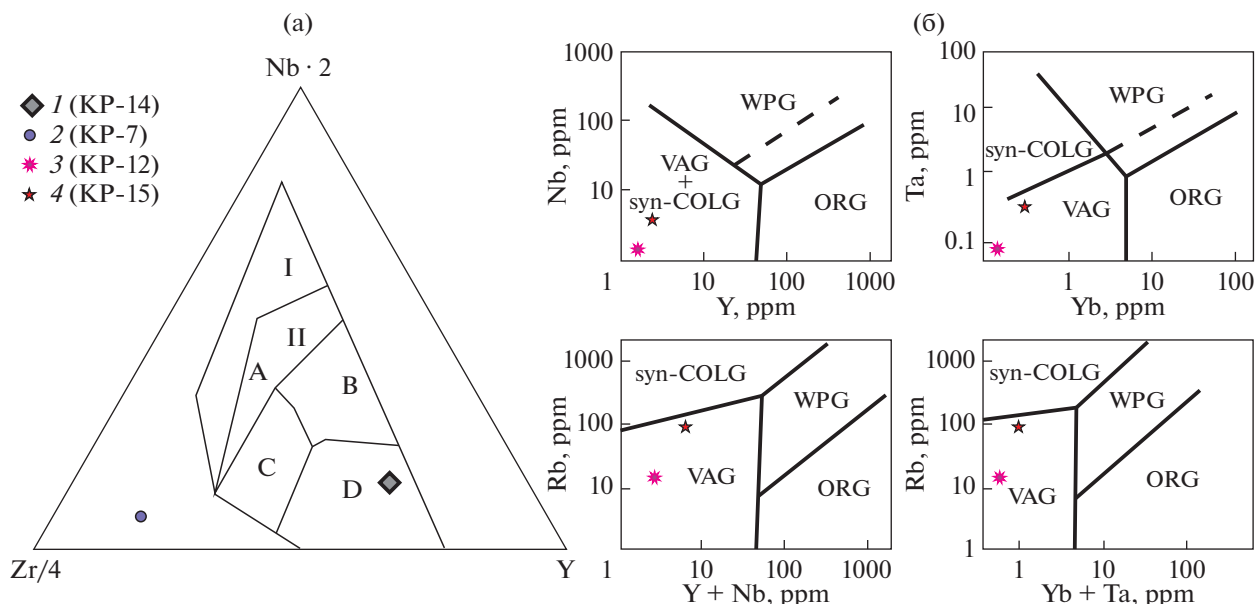 (а)
Nb · 2
1 (KP-14)
2 (KP-7)
3 (KP-12)
4 (KP-15)
I
II
A
B
C
D
Zr/4
Y
(б)
1000
100
10
1
10
100
1000
Nb, ppm
Y, ppm
WPG
VAG
+
syn-COLG
ORG
100
10
1
0.1
1
10
100
Ta, ppm
Yb, ppm
WPG
syn-COLG
VAG
ORG
1000
100
10
1
1
10
100
1000
Rb, ppm
Y + Nb, ppm
syn-COLG
WPG
VAG
ORG
1000
100
10
1
1
10
100
Rb, ppm
Yb + Ta, ppm
syn-COLG
WPG
VAG
ORG